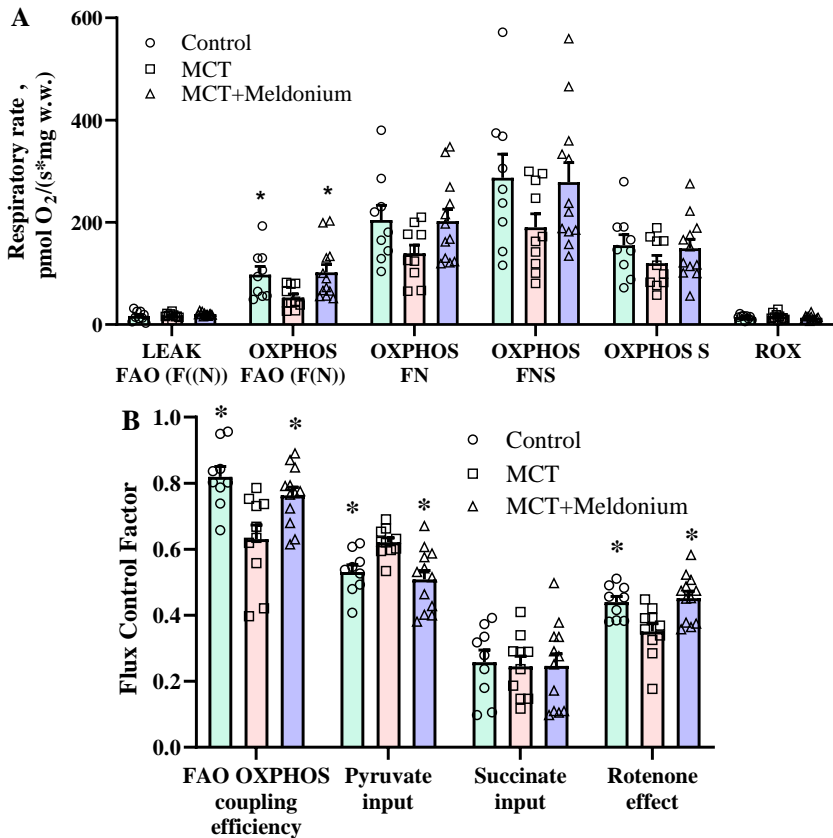 A
600
400
200
0
Respiratory rate ,
pmol O₂/(s*mg w.w.)
Control
MCT
MCT+Meldonium
*
*
LEAK
FAO (F((N))
OXPHOS
FAO (F(N))
OXPHOS
FN
OXPHOS
FNS
OXPHOS S
ROX
B
1.0
0.8
0.6
0.4
0.2
0.0
Flux Control Factor
Control
MCT
MCT+Meldonium
*
*
*
*
*
*
FAO OXPHOS
coupling
efficiency
Pyruvate
input
Succinate
input
Rotenone
effect